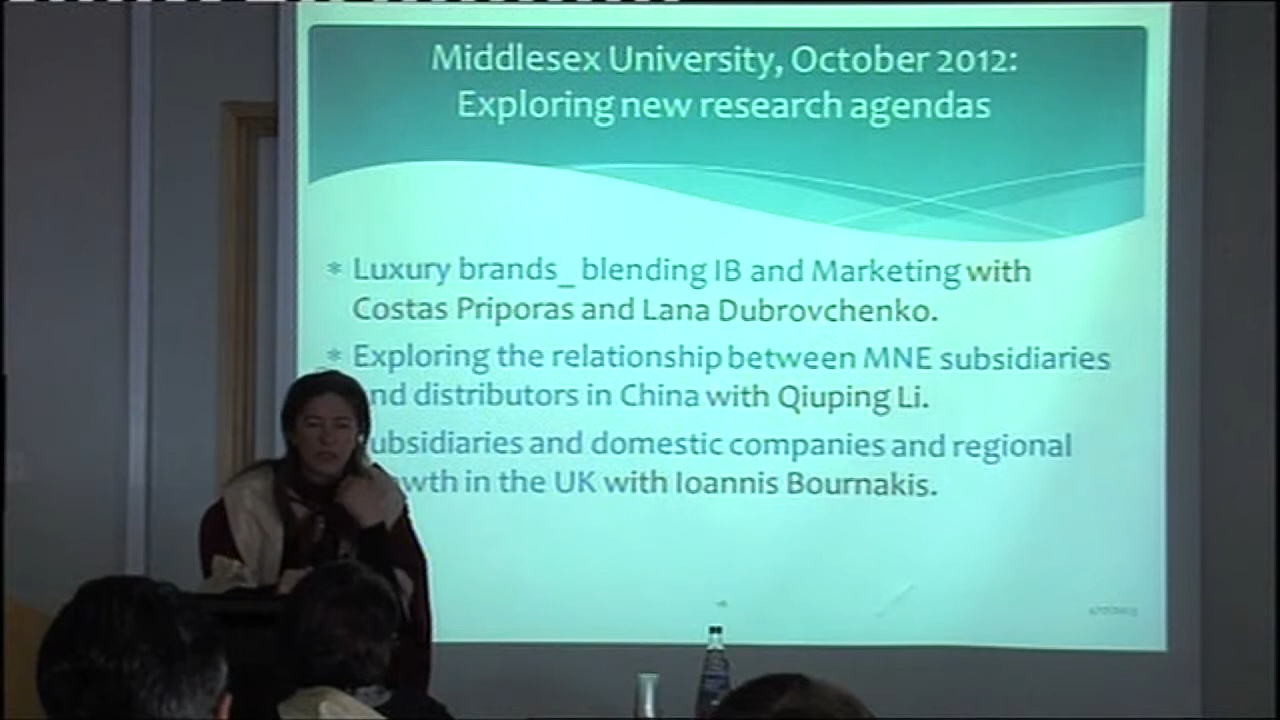 Middlesex University, October 2012:
Exploring new research agendas
* Luxury brands_ blending IB and Marketing with
Costas Priporas and Lana Dubrovchenko.
* Exploring the relationship between MNE subsidiaries
nd distributors in China with Qiuping Li.
ubsidiaries and domestic companies and regional
wth in the UK with Ioannis Bournakis.